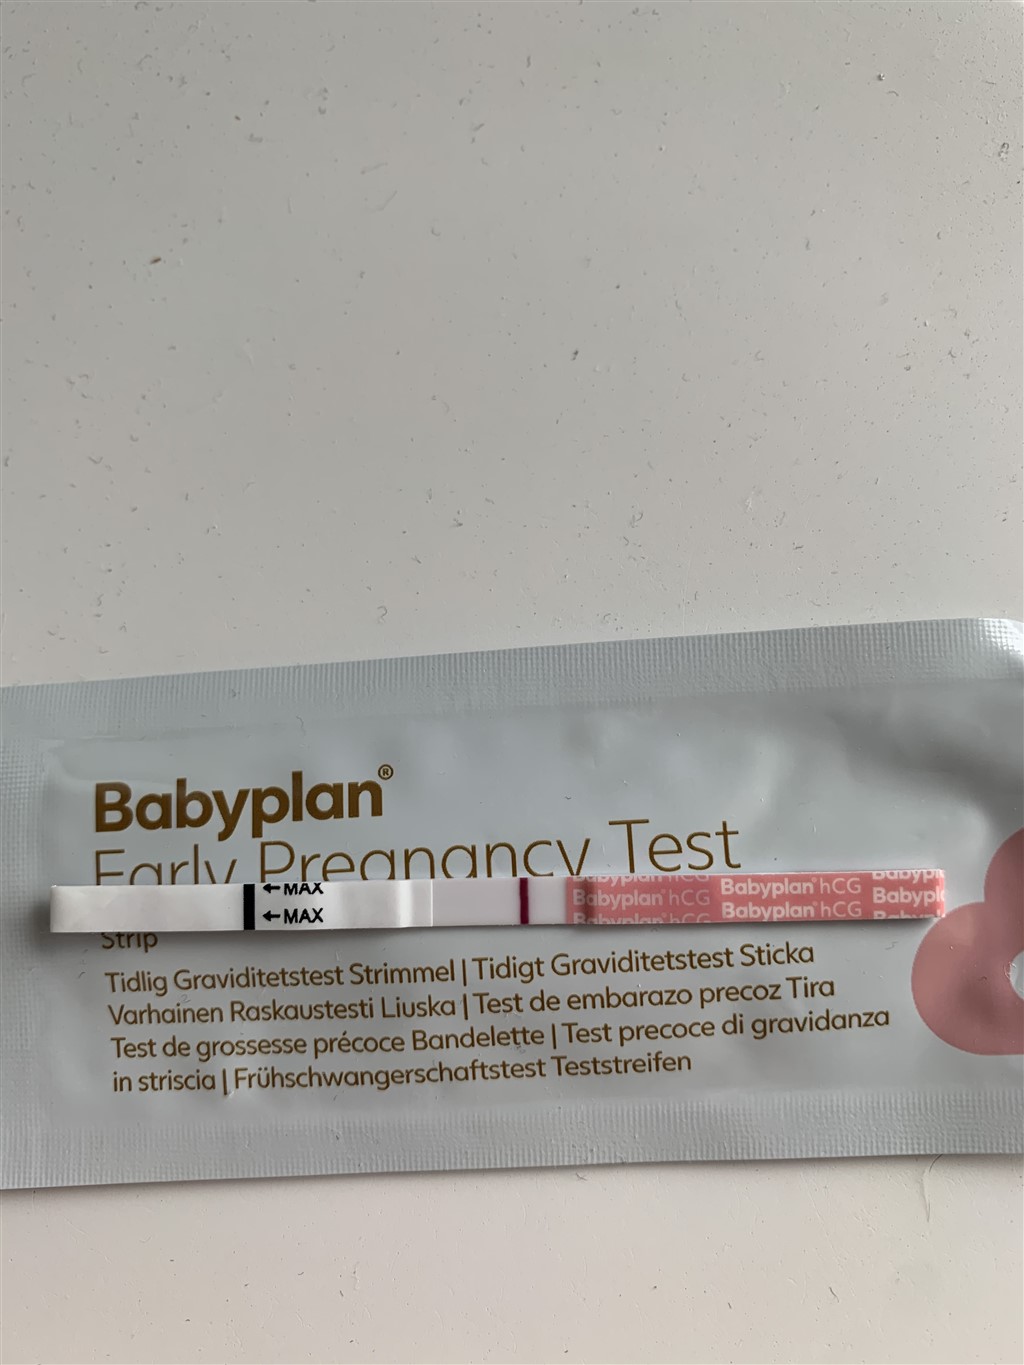 Babyplan®
Early Pregnancy Test
←MAX
←MAX
Babyplan hCG
Babyplan hCG Babyplan
Babyplan hCG Babyplan
Babyplan hCG
Strip
Tidlig Graviditetstest Strimmel | Tidigt Graviditetstest Sticka
Varhainen Raskaustesti Liuska | Test de embarazo precoz Tira
Test de grossesse précoce Bandelette | Test precoce di gravidanza
in striscia | Frühschwangerschaftstest Teststreifen